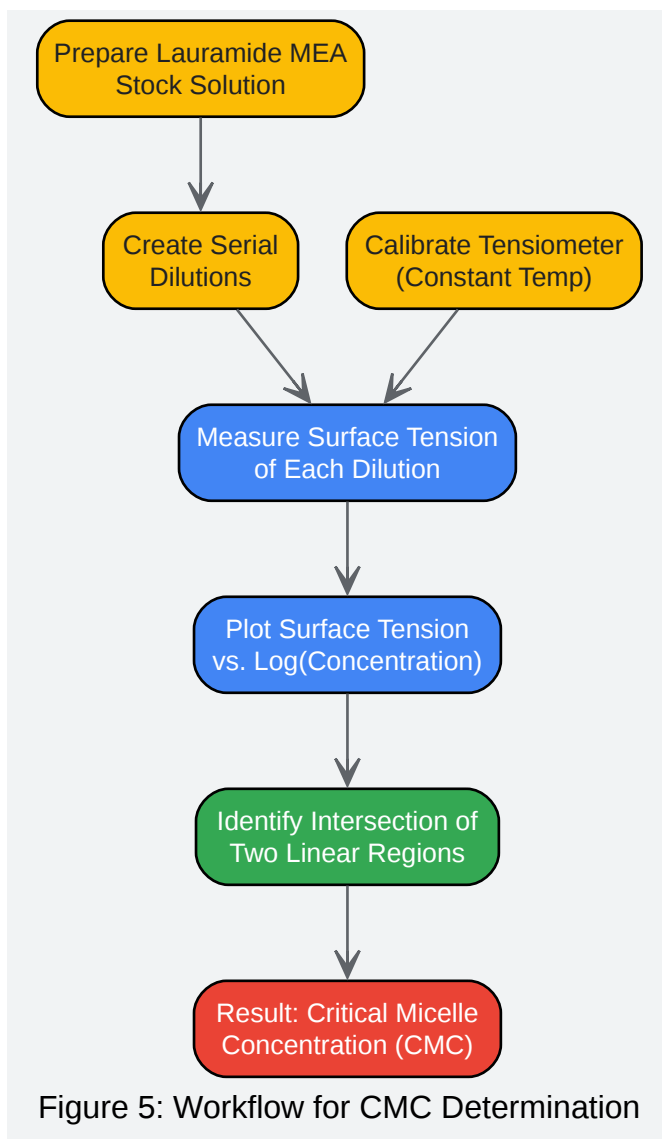 Prepare Lauramide MEA
Stock Solution
Create Serial
Dilutions
Calibrate Tensiometer
(Constant Temp)
Measure Surface Tension
of Each Dilution
Plot Surface Tension
vs. Log(Concentration)
Identify Intersection of
Two Linear Regions
Result: Critical Micelle
Concentration (CMC)
Figure 5: Workflow for CMC Determination